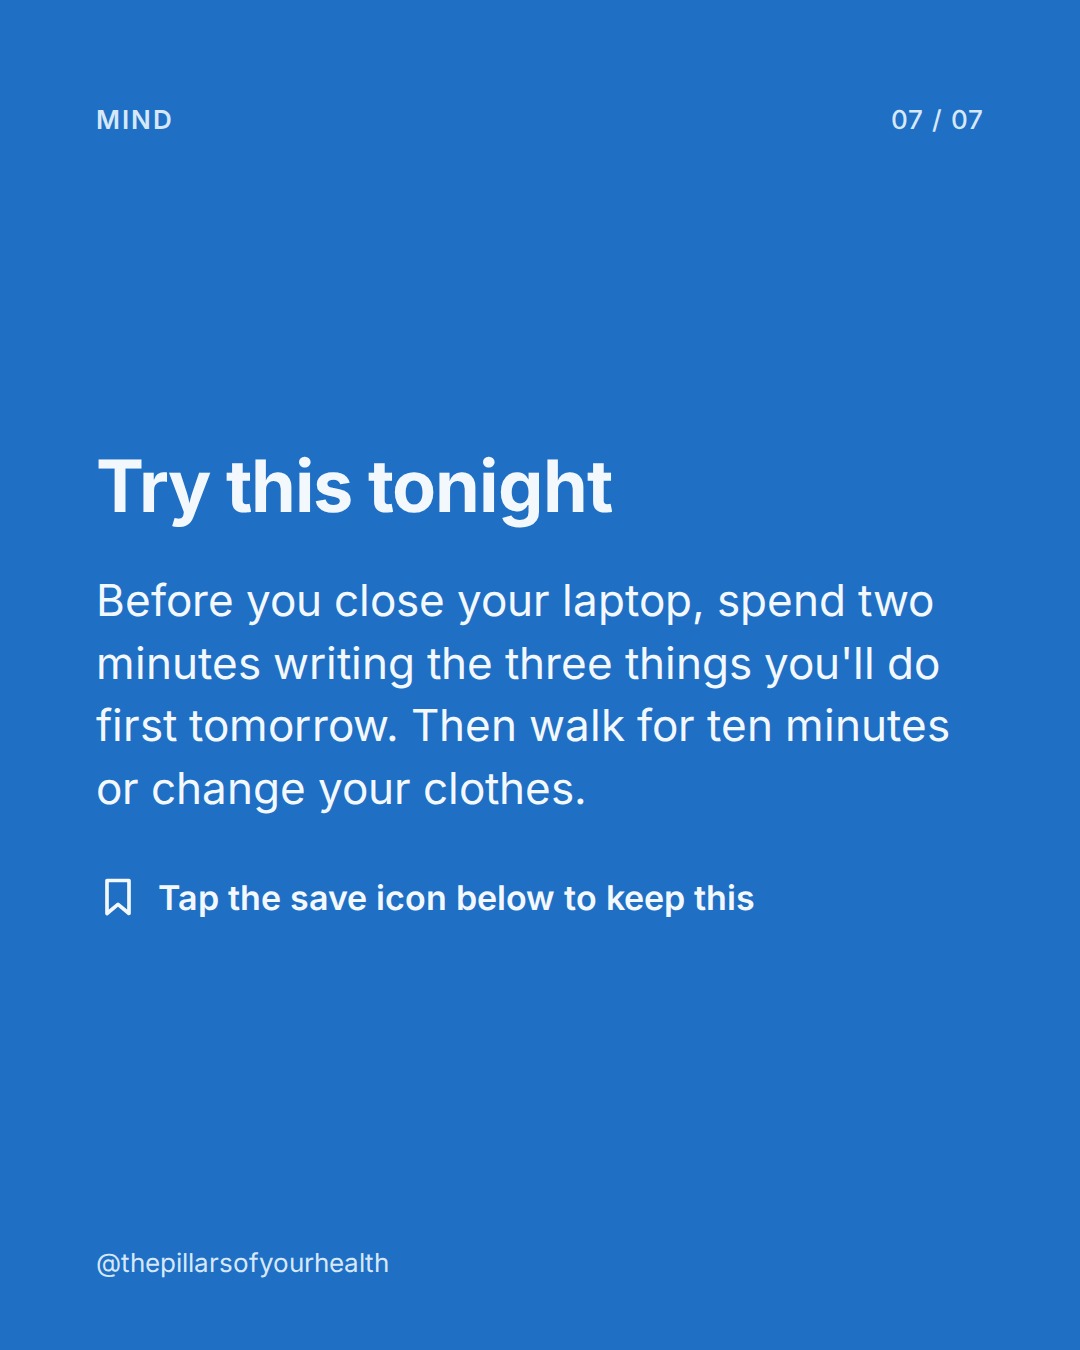 MIND
07 / 07
Try this tonight
Before you close your laptop, spend two
minutes writing the three things you'll do
first tomorrow. Then walk for ten minutes
or change your clothes.
Tap the save icon below to keep this
@thepillarsofyourhealth